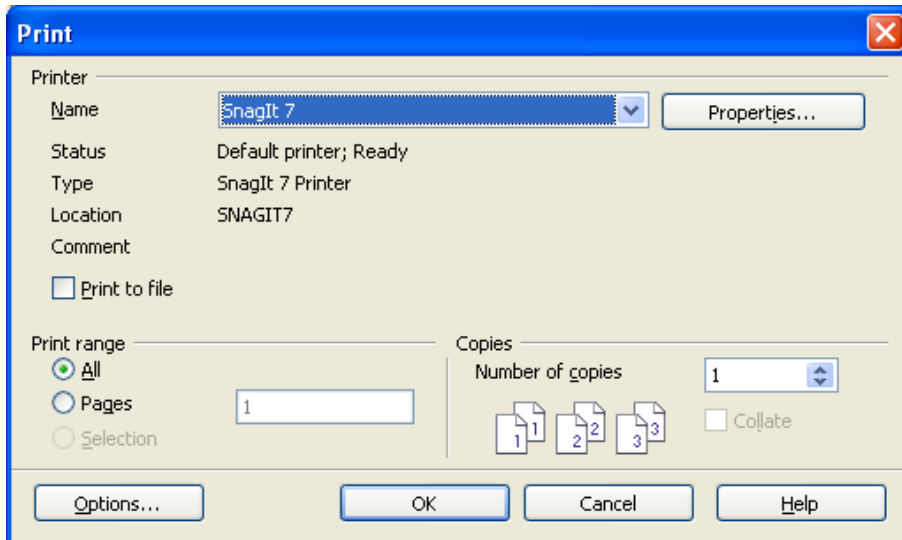 Print
Printer
Name SnagIt 7 Properties...
Status Default printer; Ready
Type SnagIt 7 Printer
Location SNAGIT7
Comment
Print to file
Print range Copies
All Number of copies 1
Pages 1
1 1 2 2 3 3 Collate
Selection
Options... OK Cancel Help